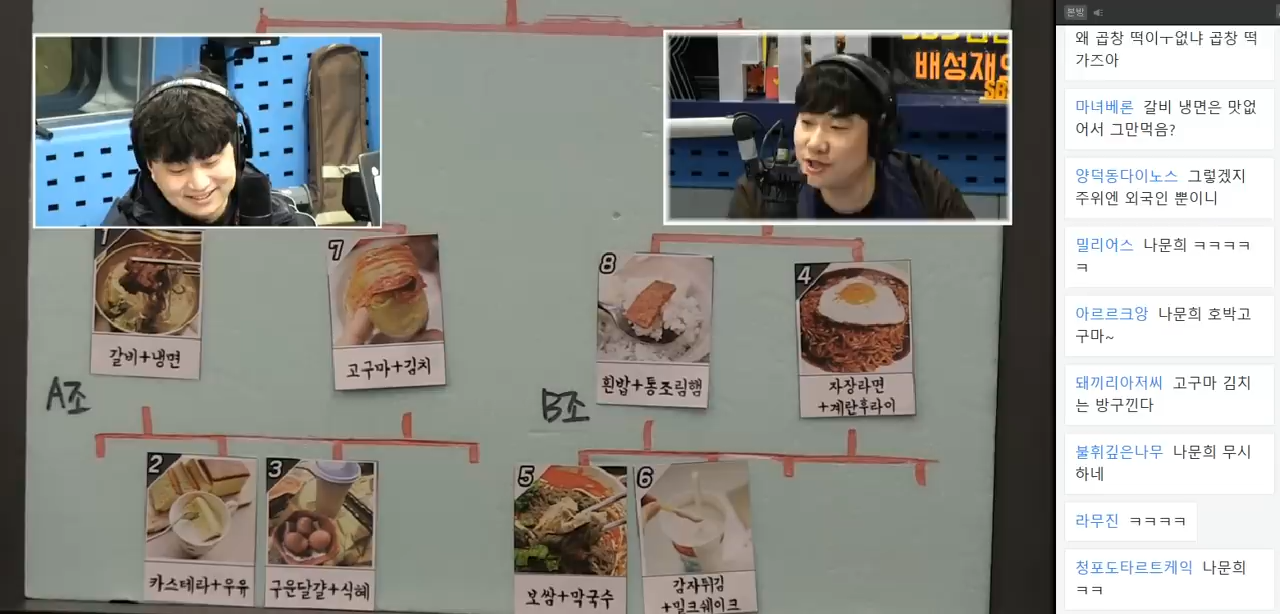 배성재의
SBS
1
갈비+냉면
7
고구마+김치
8
흰밥+통조림햄
4
자장라면
+계란후라이
A조
B조
2
카스테라+우유
3
구운달걀+식혜
5
보쌈+막국수
6
감자튀김
+밀크쉐이크
본방
왜 곱창 떡이ㅜ없냐 곱창 떡
가즈아
마녀베론 갈비 냉면은 맛없
어서 그만먹음?
양덕동다이노스 그렇겠지
주위엔 외국인 뿐이니
밀리어스 나문희 ㅋㅋㅋㅋ
ㅋ
아르르크앙 나문희 호박고
구마~
돼끼리아저씨 고구마 김치
는 방구낀다
불휘깊은나무 나문희 무시
하네
라무진 ㅋㅋㅋㅋ
청포도타르트케익 나문희
ㅋㅋ